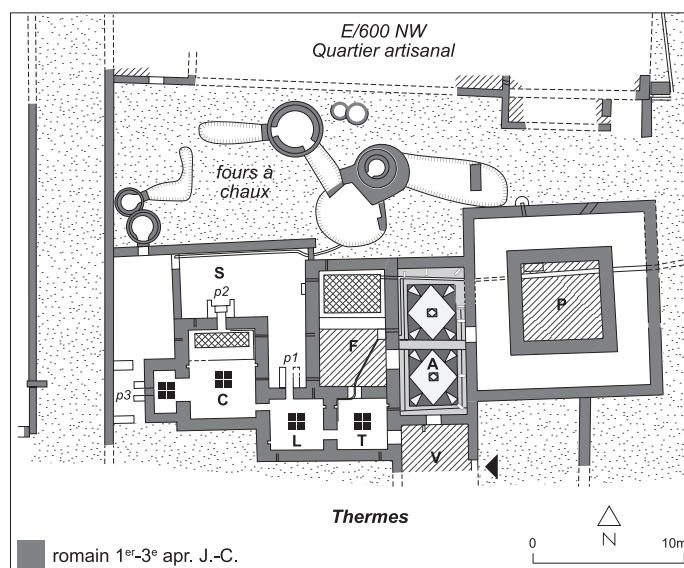 E/600 NW
Quartier artisanal
fours à
chaux
S
p2
p1
p3
F
P
A
C
L
T
V
Thermes
N
0
10m
romain 1er-3e apr. J.-C.